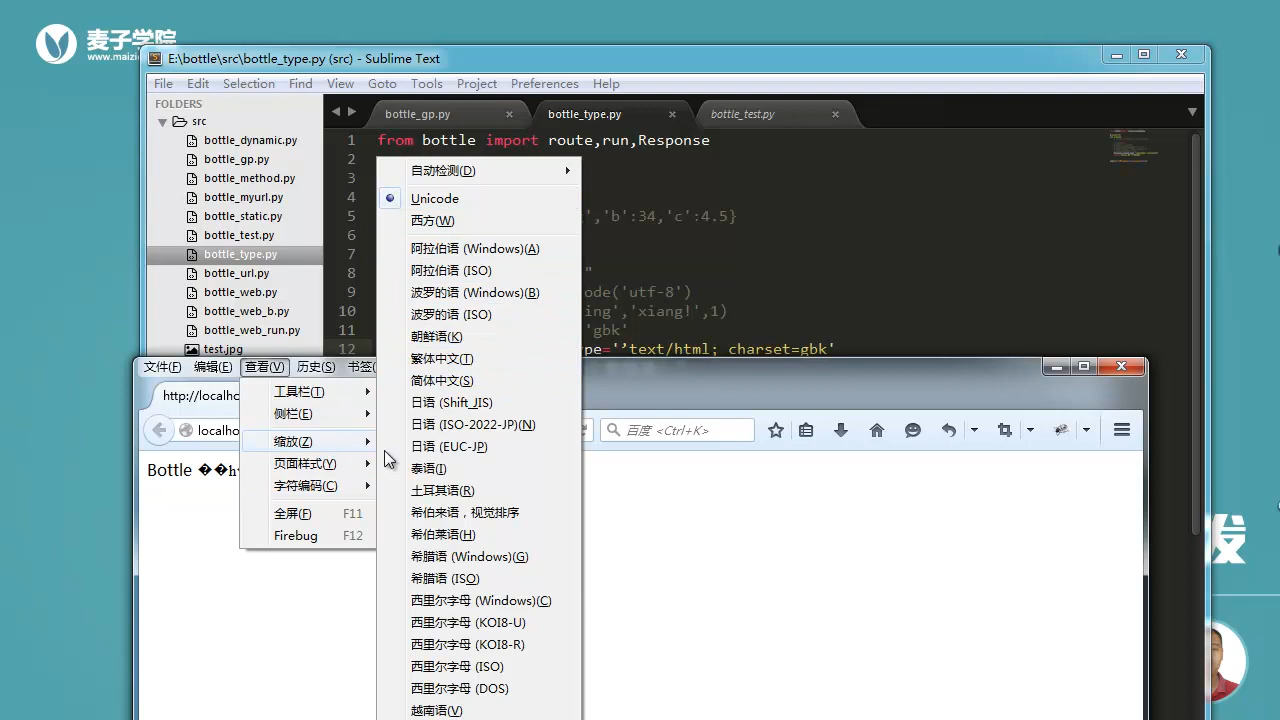 麦子学院
E:\bottle\src\bottle_type.py (src) - Sublime Text
File Edit Selection Find View Goto Tools Project Preferences Help
FOLDERS
src
bottle_dynamic.py
bottle_gp.py
bottle_method.py
bottle_myurl.py
bottle_static.py
bottle_test.py
bottle_type.py
bottle_url.py
bottle_web.py
bottle_web_b.py
bottle_web_run.py
test.jpg
bottle_gp.py
bottle_type.py
bottle_test.py
1 from bottle import route,run,Response
2
3
4
5 ','b':34,'c':4.5}
6
7
8 "
9 ode('utf-8')
10 ing','xiang!',1)
11 'gbk'
12 ype='’text/html; charset=gbk'
文件(F) 编辑(E) 查看(V) 历史(S) 书签(
http://localho
localho
百度 <Ctrl+K>
Bottle ��h
工具栏(T)
侧栏(E)
缩放(Z)
页面样式(Y)
字符编码(C)
全屏(F) F11
Firebug F12
自动检测(D)
Unicode
西方(W)
阿拉伯语 (Windows)(A)
阿拉伯语 (ISO)
波罗的语 (Windows)(B)
波罗的语 (ISO)
朝鲜语(K)
繁体中文(T)
简体中文(S)
日语 (Shift_JIS)
日语 (ISO-2022-JP)(N)
日语 (EUC-JP)
泰语(I)
土耳其语(R)
希伯来语，视觉排序
希伯莱语(H)
希腊语 (Windows)(G)
希腊语 (ISO)
西里尔字母 (Windows)(C)
西里尔字母 (KOI8-U)
西里尔字母 (KOI8-R)
西里尔字母 (ISO)
西里尔字母 (DOS)
越南语(V)
发